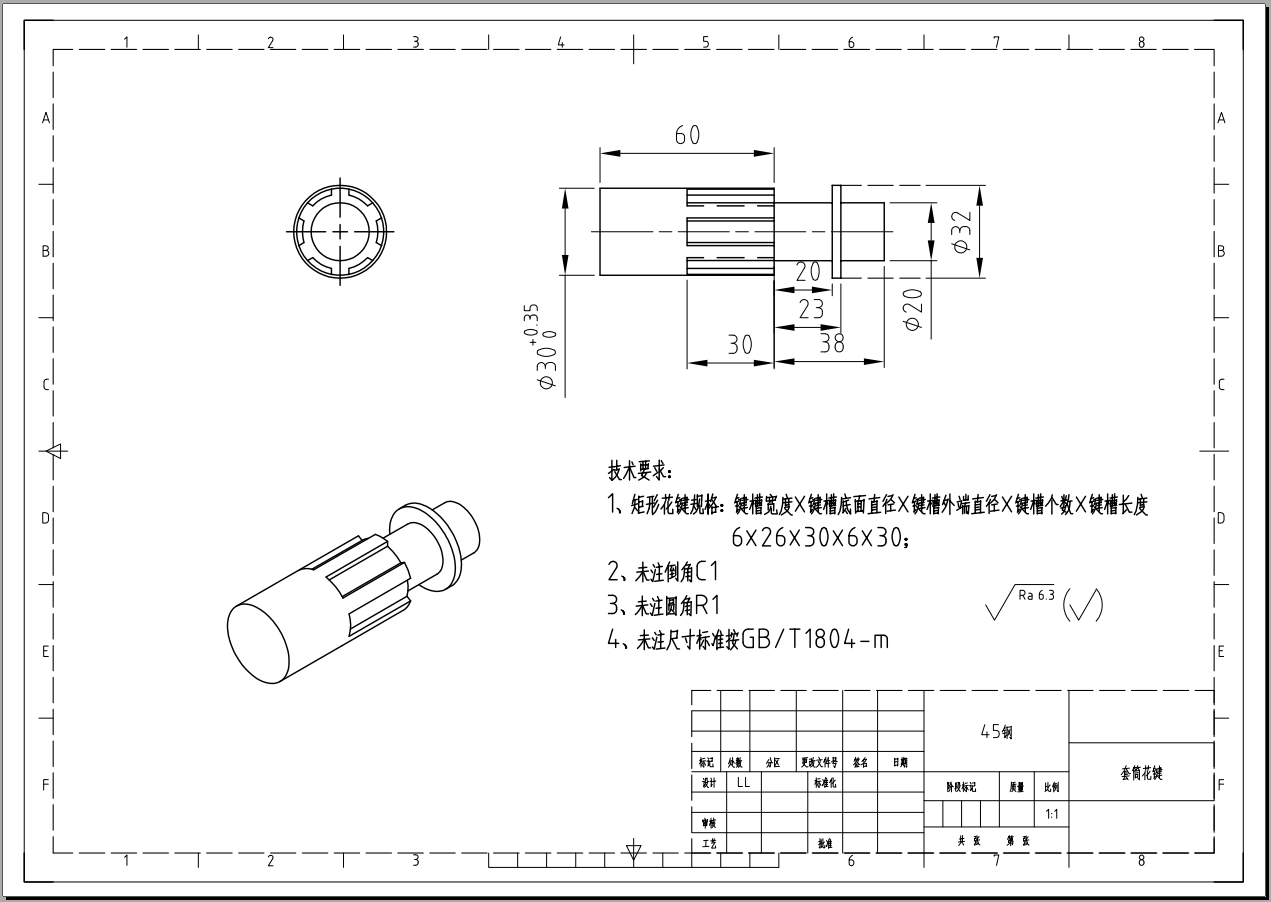 1 2 3 4 5 6 7 8
A A
60
B B
φ32
20
φ20
23
φ30 +0.35 0
30 38
C C
技术要求：
1、矩形花键规格：键槽宽度X键槽底面直径X键槽外端直径X键槽个数X键槽长度
6X26X30X6X30；
D D
2、未注倒角C1
3、未注圆角R1
Ra 6.3 (√)
4、未注尺寸标准按GB/T1804-m
E E
45钢
标记 处数 分区 更改文件号 签名 日期
套筒花键
设计 LL 标准化
阶段标记 质量 比例
F F
1:1
审核
共 张 第 张
工艺 批准
1 2 3 6 7 8